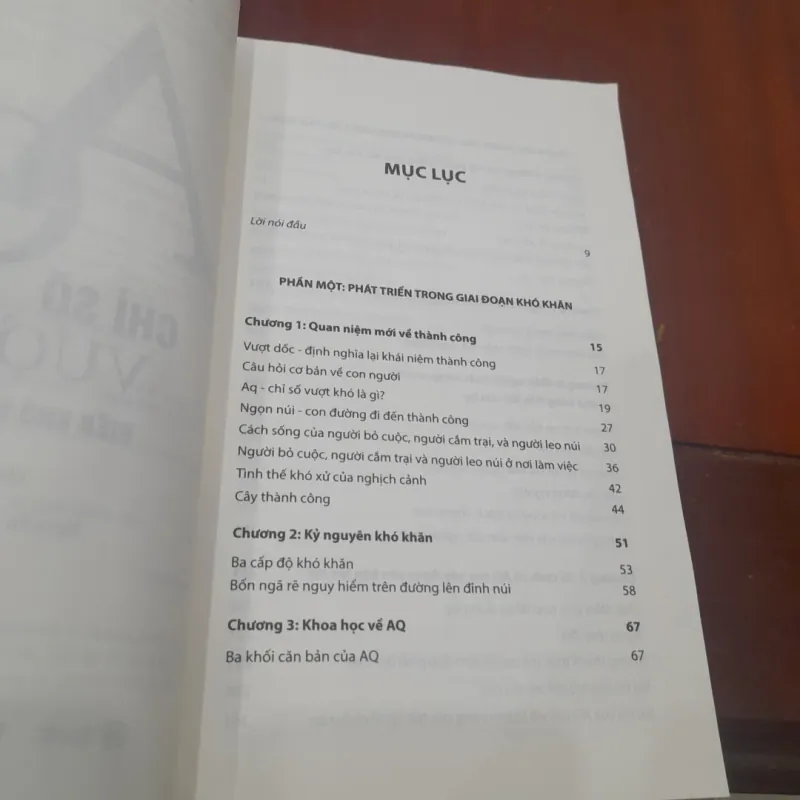 MỤC LỤC
Lời nói đầu 9
PHẦN MỘT: PHÁT TRIỂN TRONG GIAI ĐOẠN KHÓ KHĂN
Chương 1: Quan niệm mới về thành công 15
Vượt dốc - định nghĩa lại khái niệm thành công 17
Câu hỏi cơ bản về con người 17
Aq - chỉ số vượt khó là gì? 19
Ngọn núi - con đường đi đến thành công 27
Cách sống của người bỏ cuộc, người cắm trại, và người leo núi 30
Người bỏ cuộc, người cắm trại và người leo núi ở nơi làm việc 36
Tình thế khó xử của nghịch cảnh 42
Cây thành công 44
Chương 2: Kỷ nguyên khó khăn 51
Ba cấp độ khó khăn 53
Bốn ngã rẽ nguy hiểm trên đường lên đỉnh núi 58
Chương 3: Khoa học về AQ 67
Ba khối căn bản của AQ 67
CHỈ SỐ